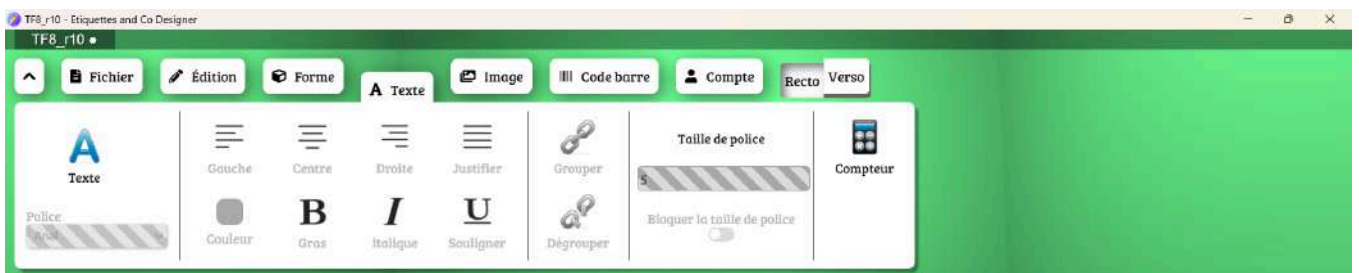 TF8_r10 - Etiquettes and Co Designer
TF8_r10 •
Fichier Édition Forme Texte Image Code barre Compte Recto Verso
Texte
Police
Arial
Gauche Centre Droite Justifier
Couleur Gras Italique Souligner
Grouper
Dégrouper
Taille de police
5
Bloquer la taille de police
Compteur